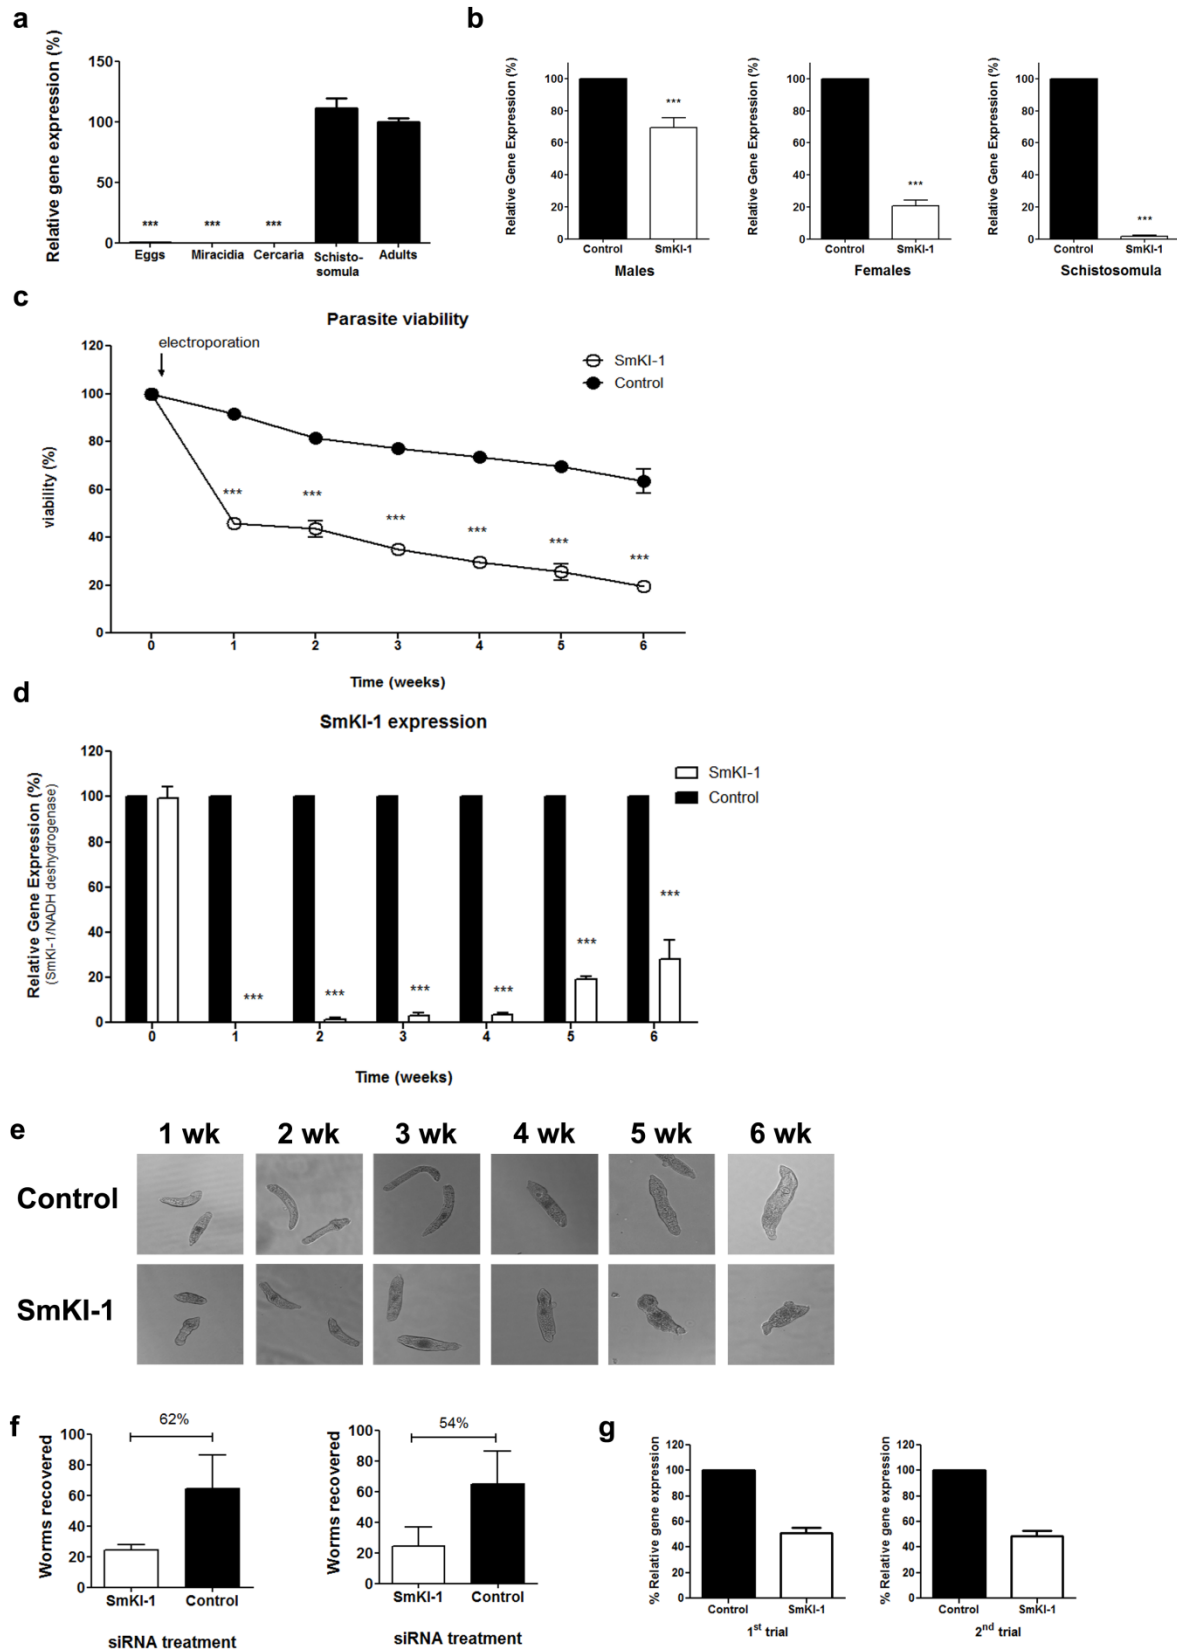 a
Relative gene expression (%)
150
100
50
0
***
***
***
Eggs
Miracidia
Cercaria
Schisto-
somula
Adults
b
Relative Gene Expression (%)
100
80
60
40
20
0
***
Control
SmKI-1
Males
Relative Gene Expression (%)
100
80
60
40
20
0
***
Control
SmKI-1
Females
Relative Gene Expression (%)
100
80
60
40
20
0
***
Control
SmKI-1
Schistosomula
c
Parasite viability
electroporation
SmKI-1
Control
viability (%)
120
100
80
60
40
20
0
***
***
***
***
***
***
0
1
2
3
4
5
6
Time (weeks)
d
SmKI-1 expression
SmKI-1
Control
Relative Gene Expression (%)
(SmKI-1/NADH deshydrogenase)
120
100
80
60
40
20
0
***
***
***
***
***
***
0
1
2
3
4
5
6
Time (weeks)
e
1 wk
2 wk
3 wk
4 wk
5 wk
6 wk
Control
SmKI-1
f
Worms recovered
100
80
60
40
20
0
62%
SmKI-1
Control
siRNA treatment
Worms recovered
100
80
60
40
20
0
54%
SmKI-1
Control
siRNA treatment
g
% Relative gene expression
120
100
80
60
40
20
0
Control
SmKI-1
1st trial
% Relative gene expression
120
100
80
60
40
20
0
Control
SmKI-1
2nd trial